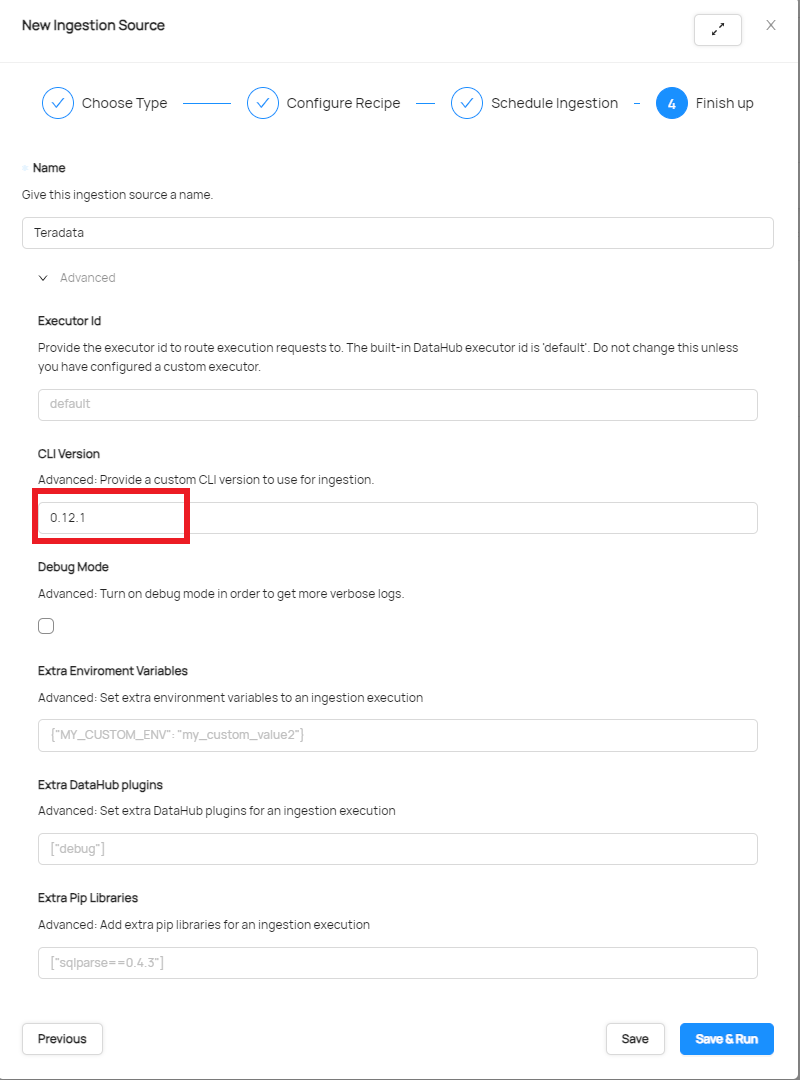 New Ingestion Source
Choose Type
Configure Recipe
Schedule Ingestion
4
Finish up
Name
Give this ingestion source a name.
Teradata
Advanced
Executor Id
Provide the executor id to route execution requests to. The built-in DataHub executor id is 'default'. Do not change this unless
you have configured a custom executor.
default
CLI Version
Advanced: Provide a custom CLI version to use for ingestion.
0.12.1
Debug Mode
Advanced: Turn on debug mode in order to get more verbose logs.
Extra Enviroment Variables
Advanced: Set extra environment variables to an ingestion execution
{"MY_CUSTOM_ENV": "my_custom_value2"}
Extra DataHub plugins
Advanced: Set extra DataHub plugins for an ingestion execution
["debug"]
Extra Pip Libraries
Advanced: Add extra pip libraries for an ingestion execution
["sqlparse==0.4.3"]
Previous
Save
Save & Run